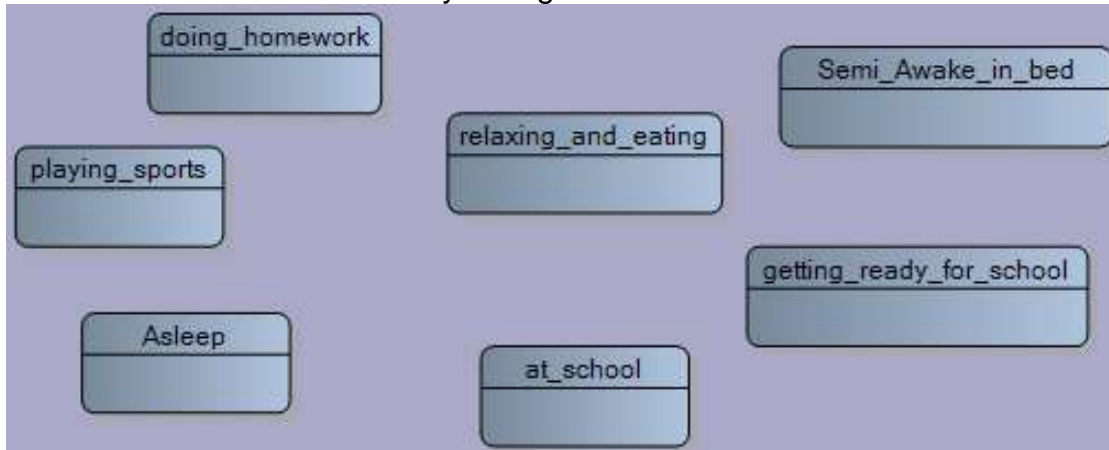 doing_homework
Semi_Awake_in_bed
relaxing_and_eating
playing_sports
getting_ready_for_school
Asleep
at_school